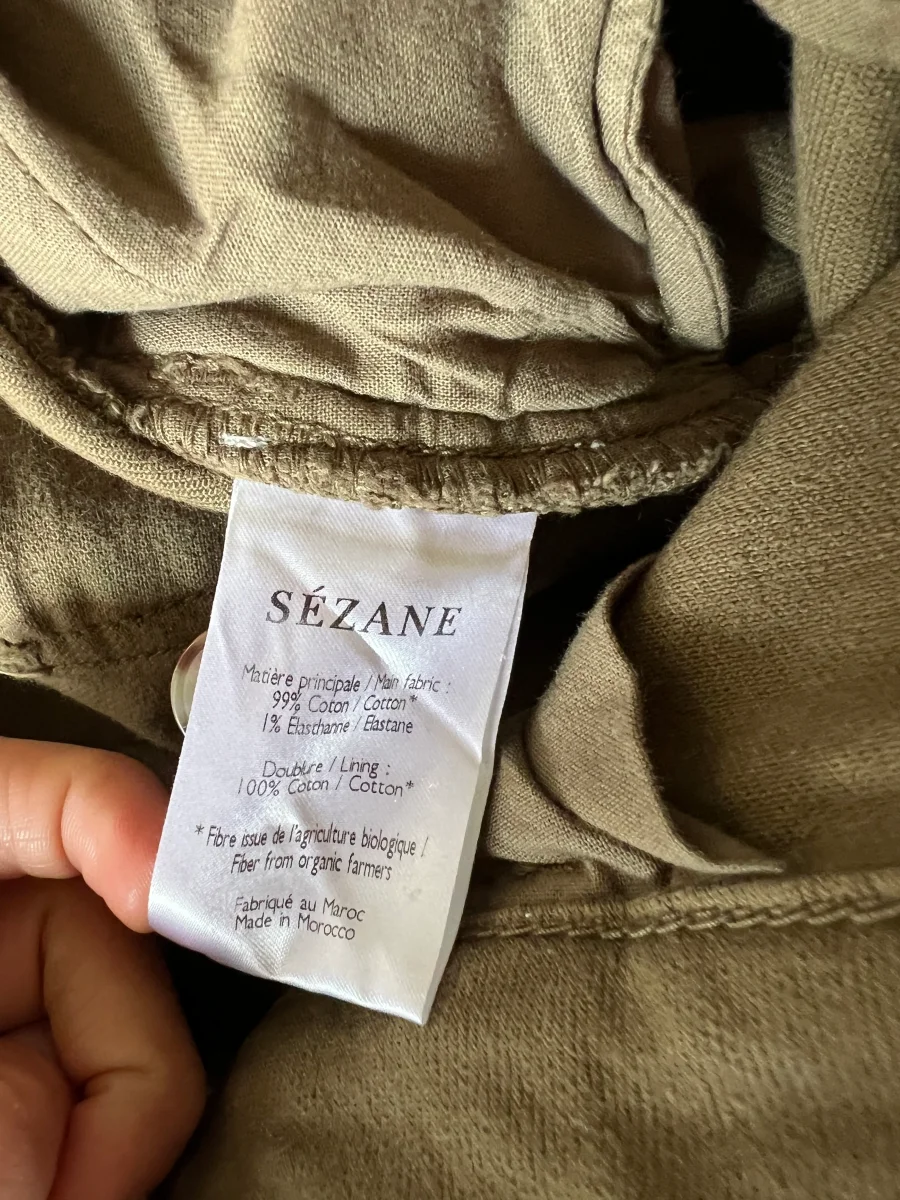 SÉZANE
Matière principale / Main fabric :
99% Coton / Cotton*
1% Elasthanne / Elastane
Doublure / Lining :
100% Coton / Cotton*
* Fibre issue de l'agriculture biologique /
Fiber from organic farmers
Fabriqué au Maroc
Made in Morocco